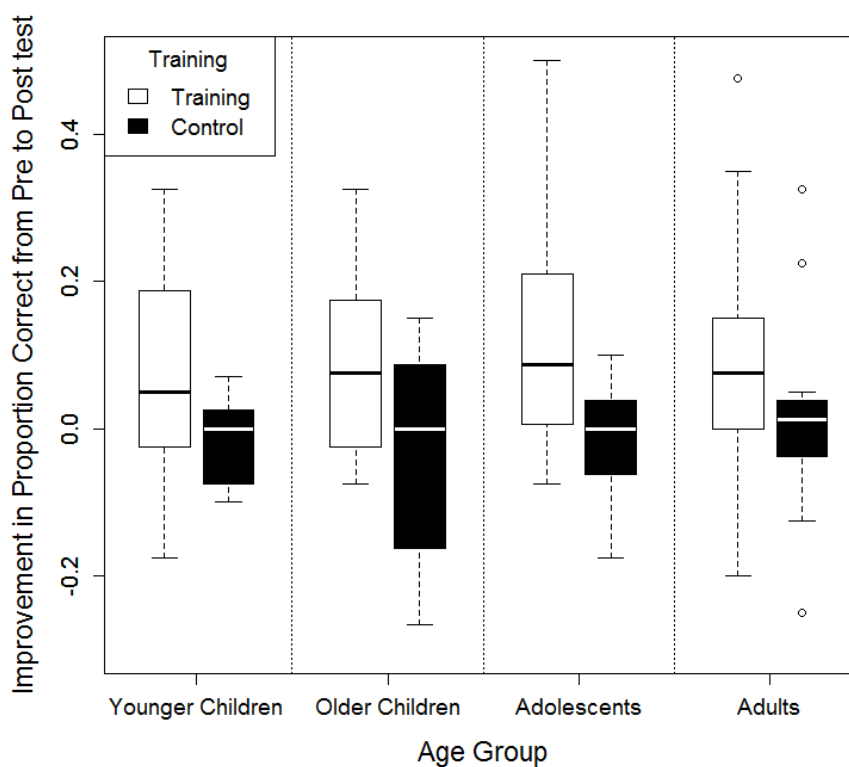 Improvement in Proportion Correct from Pre to Post test
Training
Training
Control
0.4
0.2
0.0
-0.2
Younger Children
Older Children
Adolescents
Adults
Age Group